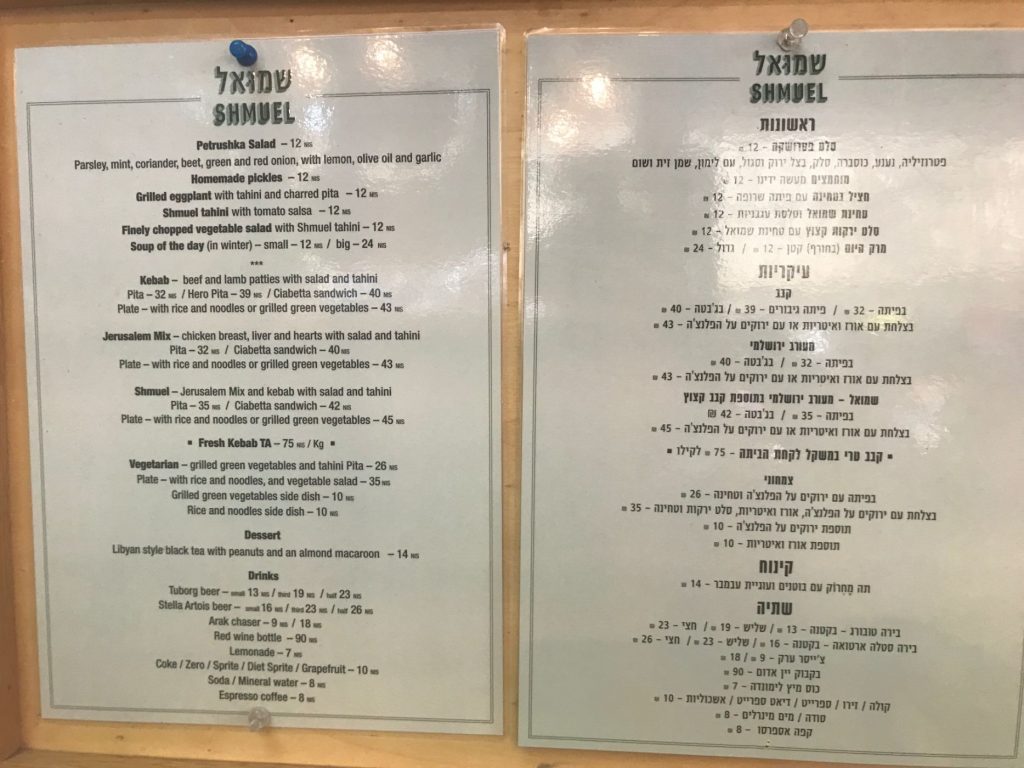 שמואל
SHMUEL
Petrushka Salad – 12 NIS
Parsley, mint, coriander, beet, green and red onion, with lemon, olive oil and garlic
Homemade pickles – 12 NIS
Grilled eggplant with tahini and charred pita – 12 NIS
Shmuel tahini with tomato salsa – 12 NIS
Finely chopped vegetable salad with Shmuel tahini – 12 NIS
Soup of the day (in winter) – small – 12 NIS / big – 24 NIS
***
Kebab – beef and lamb patties with salad and tahini
Pita – 32 NIS / Hero Pita – 39 NIS / Ciabetta sandwich – 40 NIS
Plate – with rice and noodles or grilled green vegetables – 43 NIS
Jerusalem Mix – chicken breast, liver and hearts with salad and tahini
Pita – 32 NIS / Ciabetta sandwich – 40 NIS
Plate – with rice and noodles or grilled green vegetables – 43 NIS
Shmuel – Jerusalem Mix and kebab with salad and tahini
Pita – 35 NIS / Ciabetta sandwich – 42 NIS
Plate – with rice and noodles or grilled green vegetables – 45 NIS
▪ Fresh Kebab TA – 75 NIS / Kg ▪
Vegetarian – grilled green vegetables and tahini Pita – 26 NIS
Plate – with rice and noodles, and vegetable salad – 35 NIS
Grilled green vegetables side dish – 10 NIS
Rice and noodles side dish – 10 NIS
Dessert
Libyan style black tea with peanuts and an almond macaroon – 14 NIS
Drinks
Tuborg beer – small 13 NIS / third 19 NIS / half 23 NIS
Stella Artois beer – small 16 NIS / third 23 NIS / half 26 NIS
Arak chaser – 9 NIS / 18 NIS
Red wine bottle – 90 NIS
Lemonade – 7 NIS
Coke / Zero / Sprite / Diet Sprite / Grapefruit – 10 NIS
Soda / Mineral water – 8 NIS
Espresso coffee – 8 NIS
שמואל
SHMUEL
ראשונות
סלט פטרושקה – 12 ₪
פטרוזיליה, נענע, כוסברה, סלק, בצל ירוק וסגול, עם לימון, שמן זית ושום
מוחמצים מעשה ידינו – 12 ₪
חציל בטחינה עם פיתה שרופה – 12 ₪
טחינת שמואל וסלסת עגבניות – 12 ₪
סלט ירקות קצוץ עם טחינת שמואל – 12 ₪
מרק היום (בחורף) קטן – 12 ₪ / גדול – 24 ₪
עיקריות
קבב
בפיתה – 32 ₪ / פיתה גיבורים – 39 ₪ / בג'בטה – 40 ₪
בצלחת עם אורז ואיטריות או עם ירוקים על הפלנצ'ה – 43 ₪
מעורב ירושלמי
בפיתה – 32 ₪ / בג'בטה – 40 ₪
בצלחת עם אורז ואיטריות או עם ירוקים על הפלנצ'ה – 43 ₪
שמואל – מעורב ירושלמי בתוספת קבב קצוץ
בפיתה – 35 ₪ / בג'בטה – 42 ₪
בצלחת עם אורז ואיטריות או עם ירוקים על הפלנצ'ה – 45 ₪
▪ קבב טרי במשקל לקחת הביתה – 75 ₪ לקילו ▪
צמחוני
בפיתה עם ירוקים על הפלנצ'ה וטחינה – 26 ₪
בצלחת עם ירוקים על הפלנצ'ה, אורז ואיטריות, סלט ירקות וטחינה – 35 ₪
תוספת ירוקים על הפלנצ'ה – 10 ₪
תוספת אורז ואיטריות – 10 ₪
קינוח
תה מָחְרוּק עם בוטנים ועוגיית עבמבר – 14 ₪
שתיה
בירה טובורג – בקטנה – 13 ₪ / שליש – 19 ₪ / חצי – 23 ₪
בירה סטלה ארטואה – בקטנה – 16 ₪ / שליש – 23 ₪ / חצי – 26 ₪
צ'ייסר ערק – 9 ₪ / 18 ₪
בקבוק יין אדום – 90 ₪
כוס מיץ לימונדה – 7 ₪
קולה / זירו / ספרייט / דיאט ספרייט / אשכוליות – 10 ₪
סודה / מים מינרלים – 8 ₪
קפה אספרסו – 8 ₪